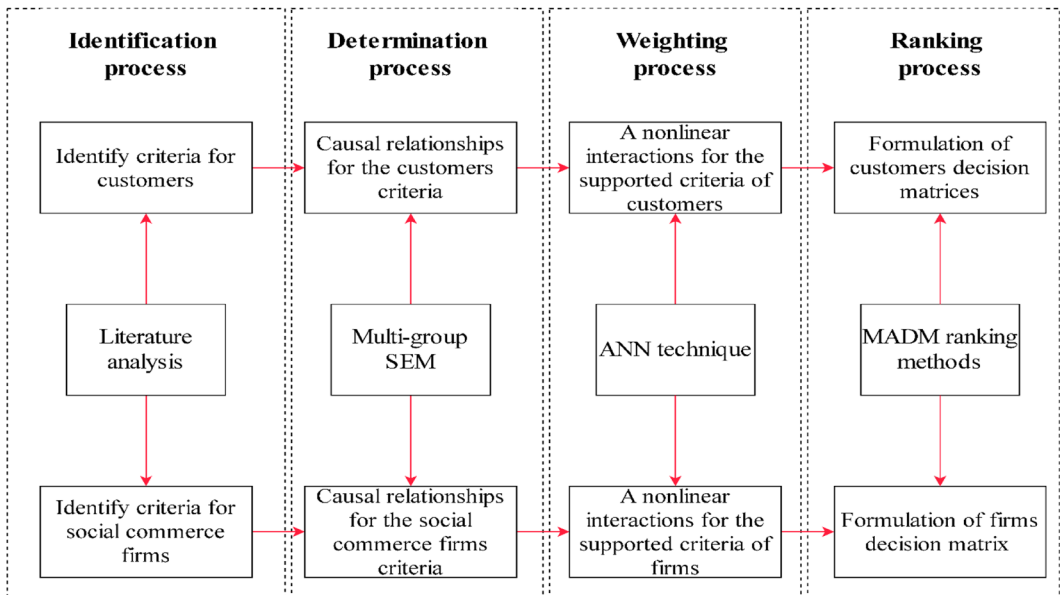 Identification
process
Determination
process
Weighting
process
Ranking
process
Identify criteria for
customers
Causal relationships
for the customers
criteria
A nonlinear
interactions for the
supported criteria of
customers
Formulation of
customers decision
matrices
Literature
analysis
Multi-group
SEM
ANN technique
MADM ranking
methods
Identify criteria for
social commerce
firms
Causal relationships
for the social
commerce firms
criteria
A nonlinear
interactions for the
supported criteria of
firms
Formulation of firms
decision matrix